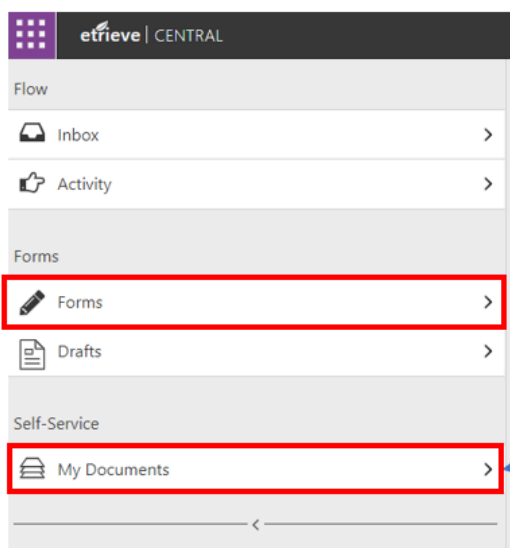 etrieve | CENTRAL
Flow
Inbox
Activity
Forms
Forms
Drafts
Self-Service
My Documents